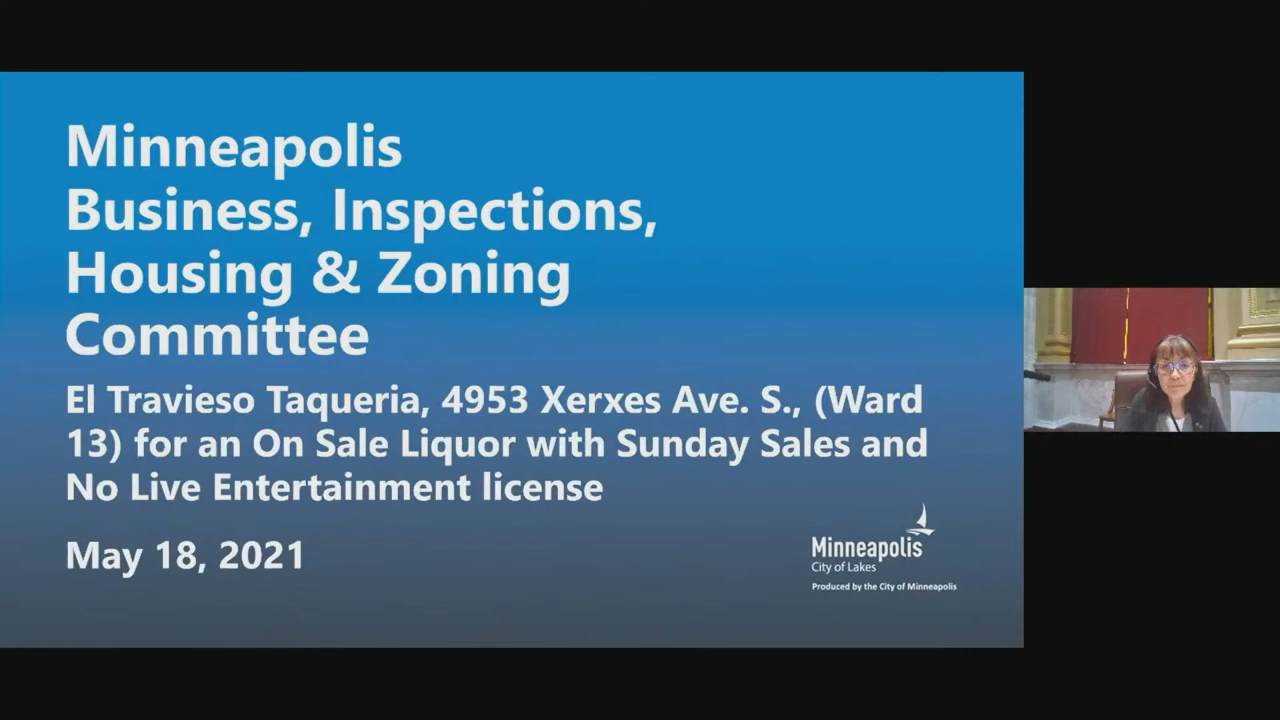 Minneapolis
Business, Inspections,
Housing & Zoning
Committee
El Travieso Taqueria, 4953 Xerxes Ave. S., (Ward
13) for an On Sale Liquor with Sunday Sales and
No Live Entertainment license
May 18, 2021
Minneapolis
City of Lakes
Produced by the City of Minneapolis